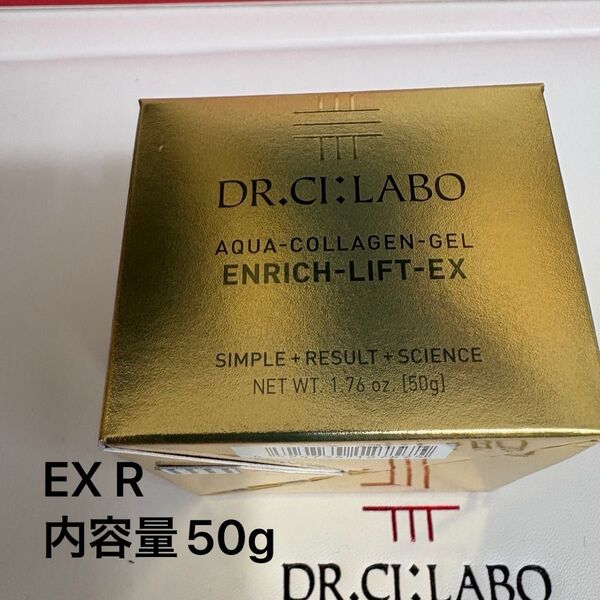 DR.CI:LABO
AQUA-COLLAGEN-GEL
ENRICH-LIFT-EX
SIMPLE+RESULT+SCIENCE
NET WT. 1.76 oz. [50g]
EX R
内容量50g
DR.CI:LABO